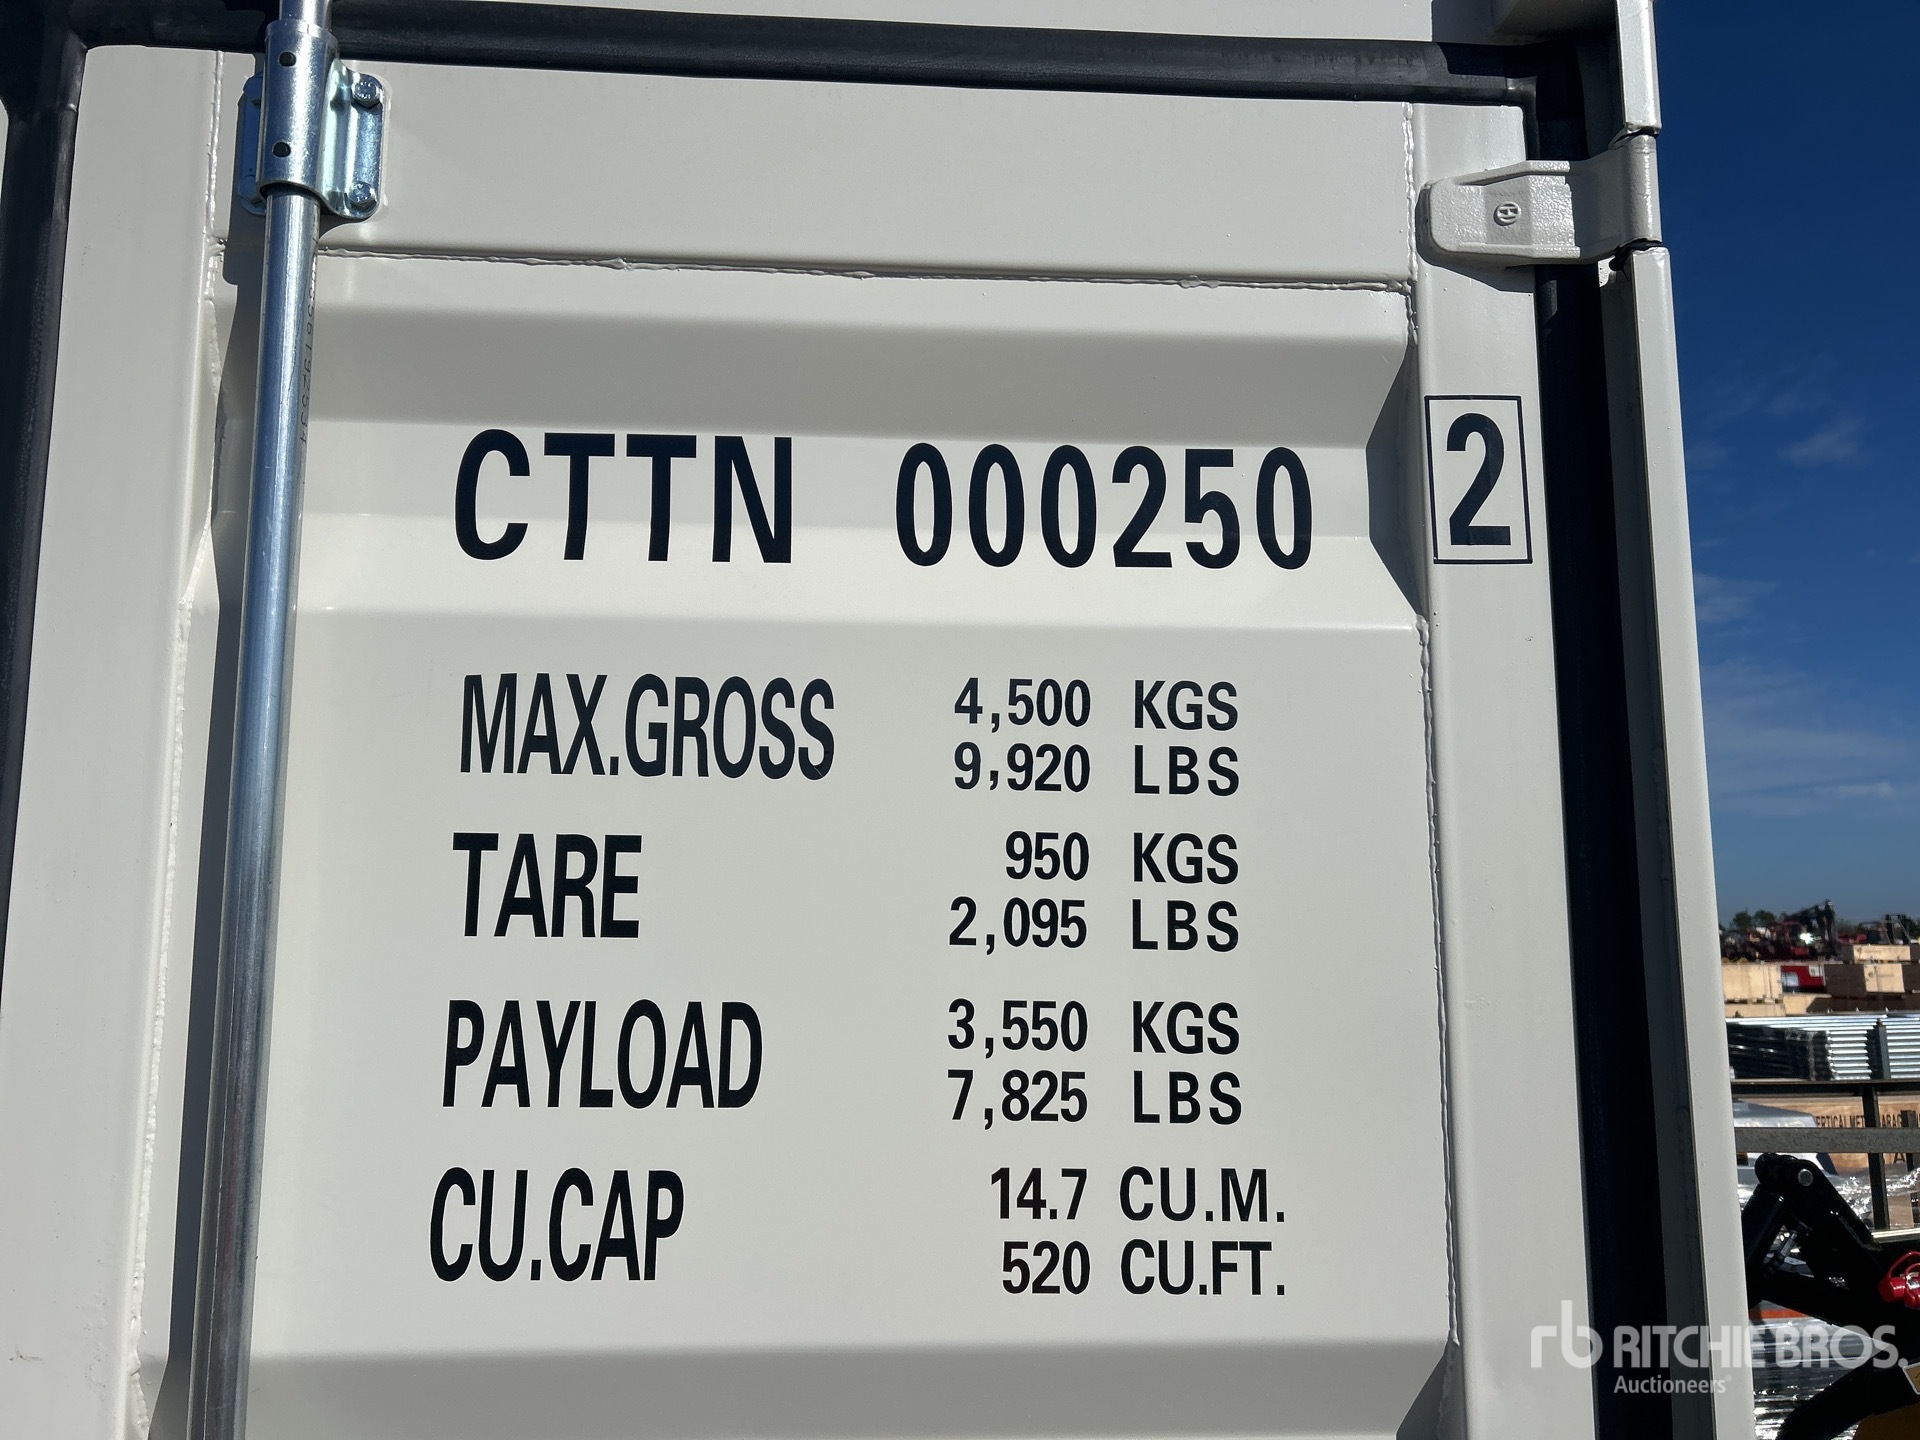 CTTN 000250 2
MAX.GROSS 4,500 KGS
9,920 LBS
TARE 950 KGS
2,095 LBS
PAYLOAD 3,550 KGS
7,825 LBS
CU.CAP 14.7 CU.M.
520 CU.FT.
rb RITCHIE BROS.
Auctioneers